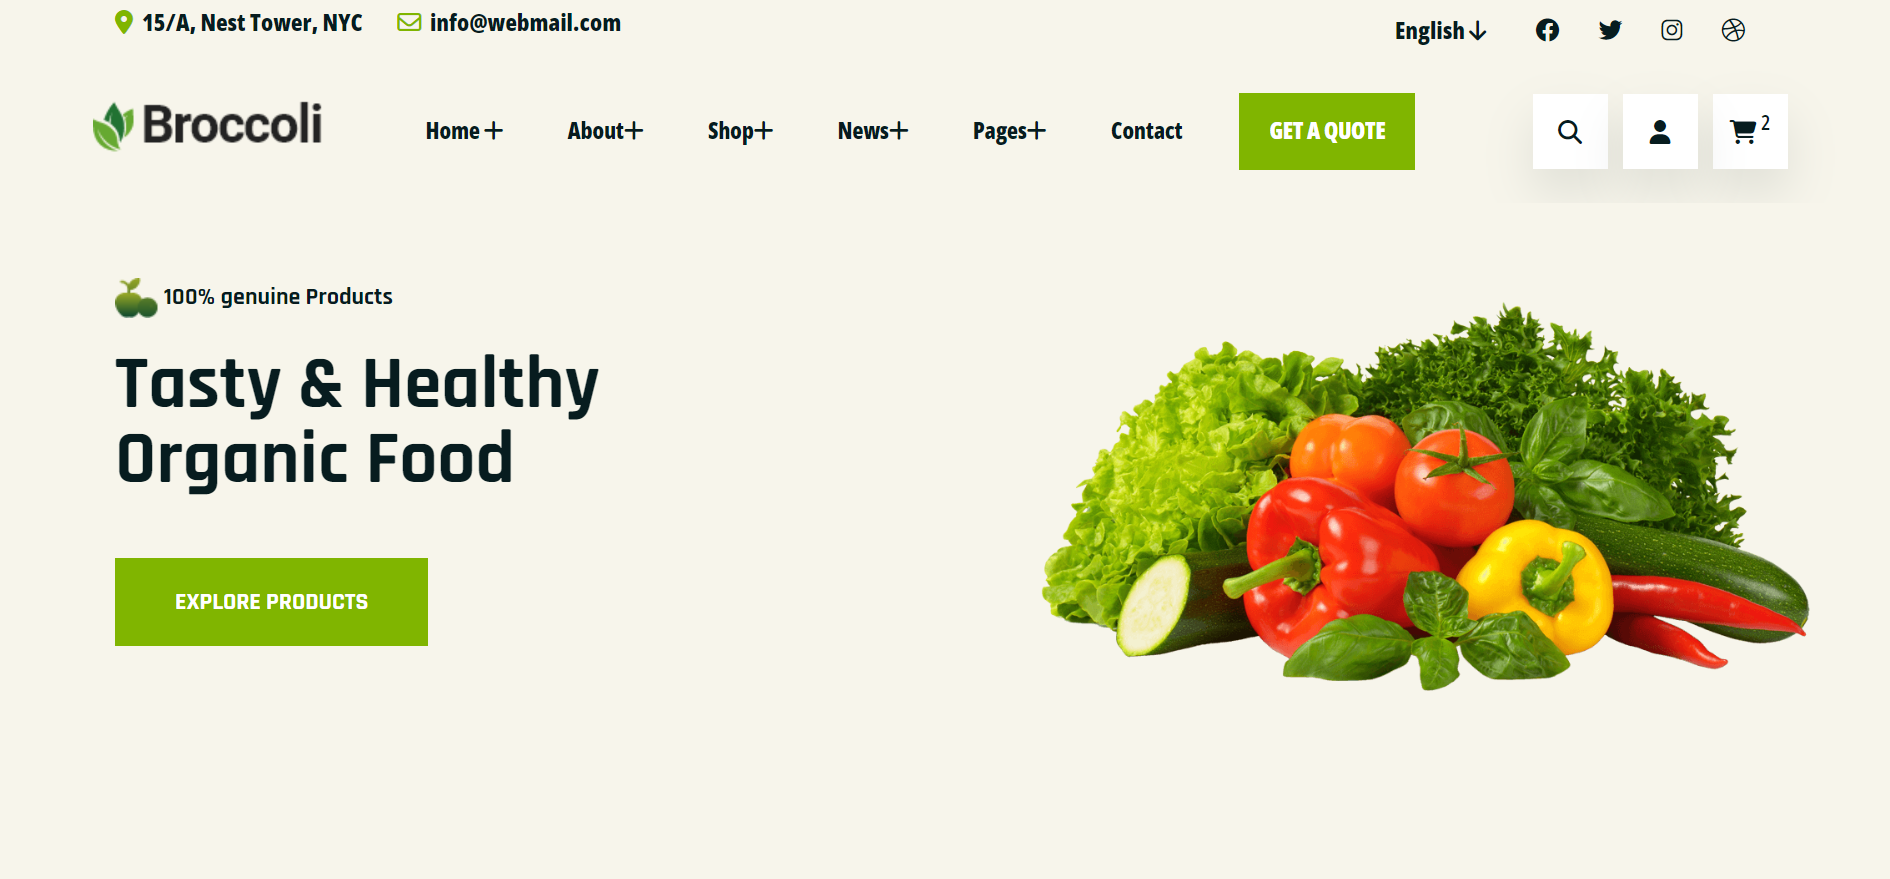 15/A, Nest Tower, NYC info@webmail.com English
Broccoli Home + About+ Shop+ News+ Pages+ Contact GET A QUOTE 2
100% genuine Products
Tasty & Healthy
Organic Food
EXPLORE PRODUCTS